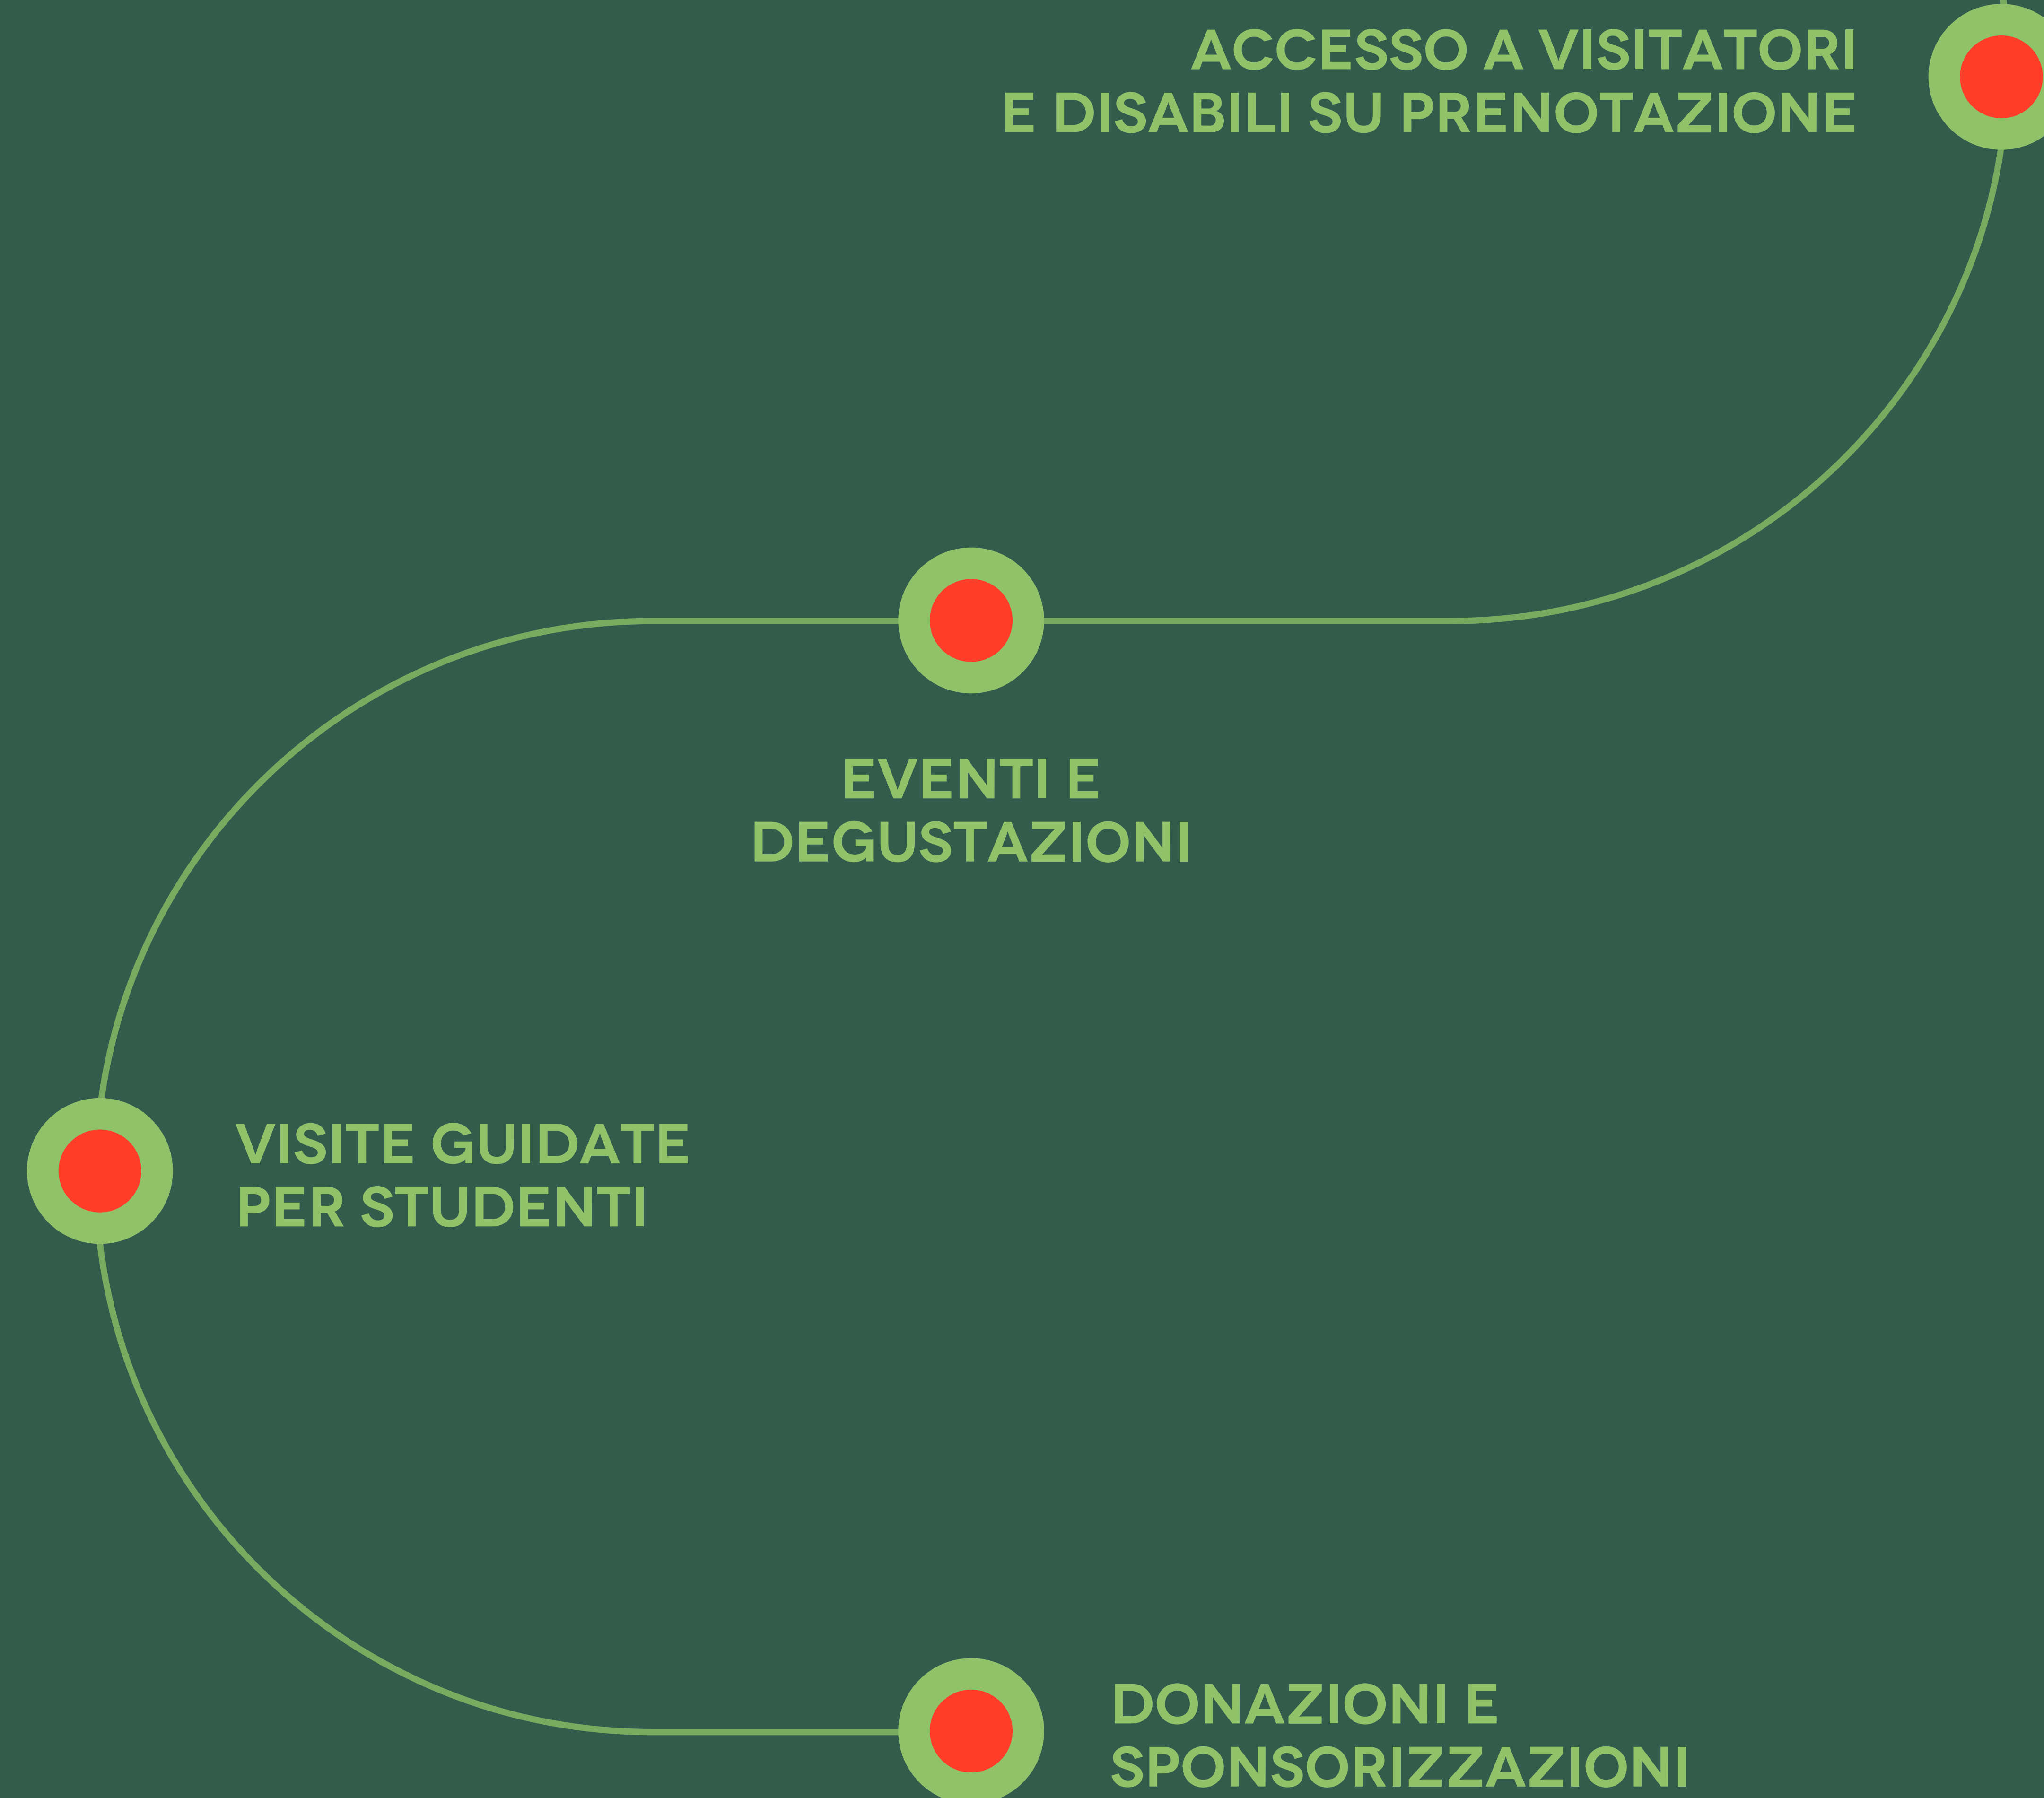 ACCESSO A VISITATORI
E DISABILI SU PRENOTAZIONE
EVENTI E
DEGUSTAZIONI
VISITE GUIDATE
PER STUDENTI
DONAZIONI E
SPONSORIZZAZIONI